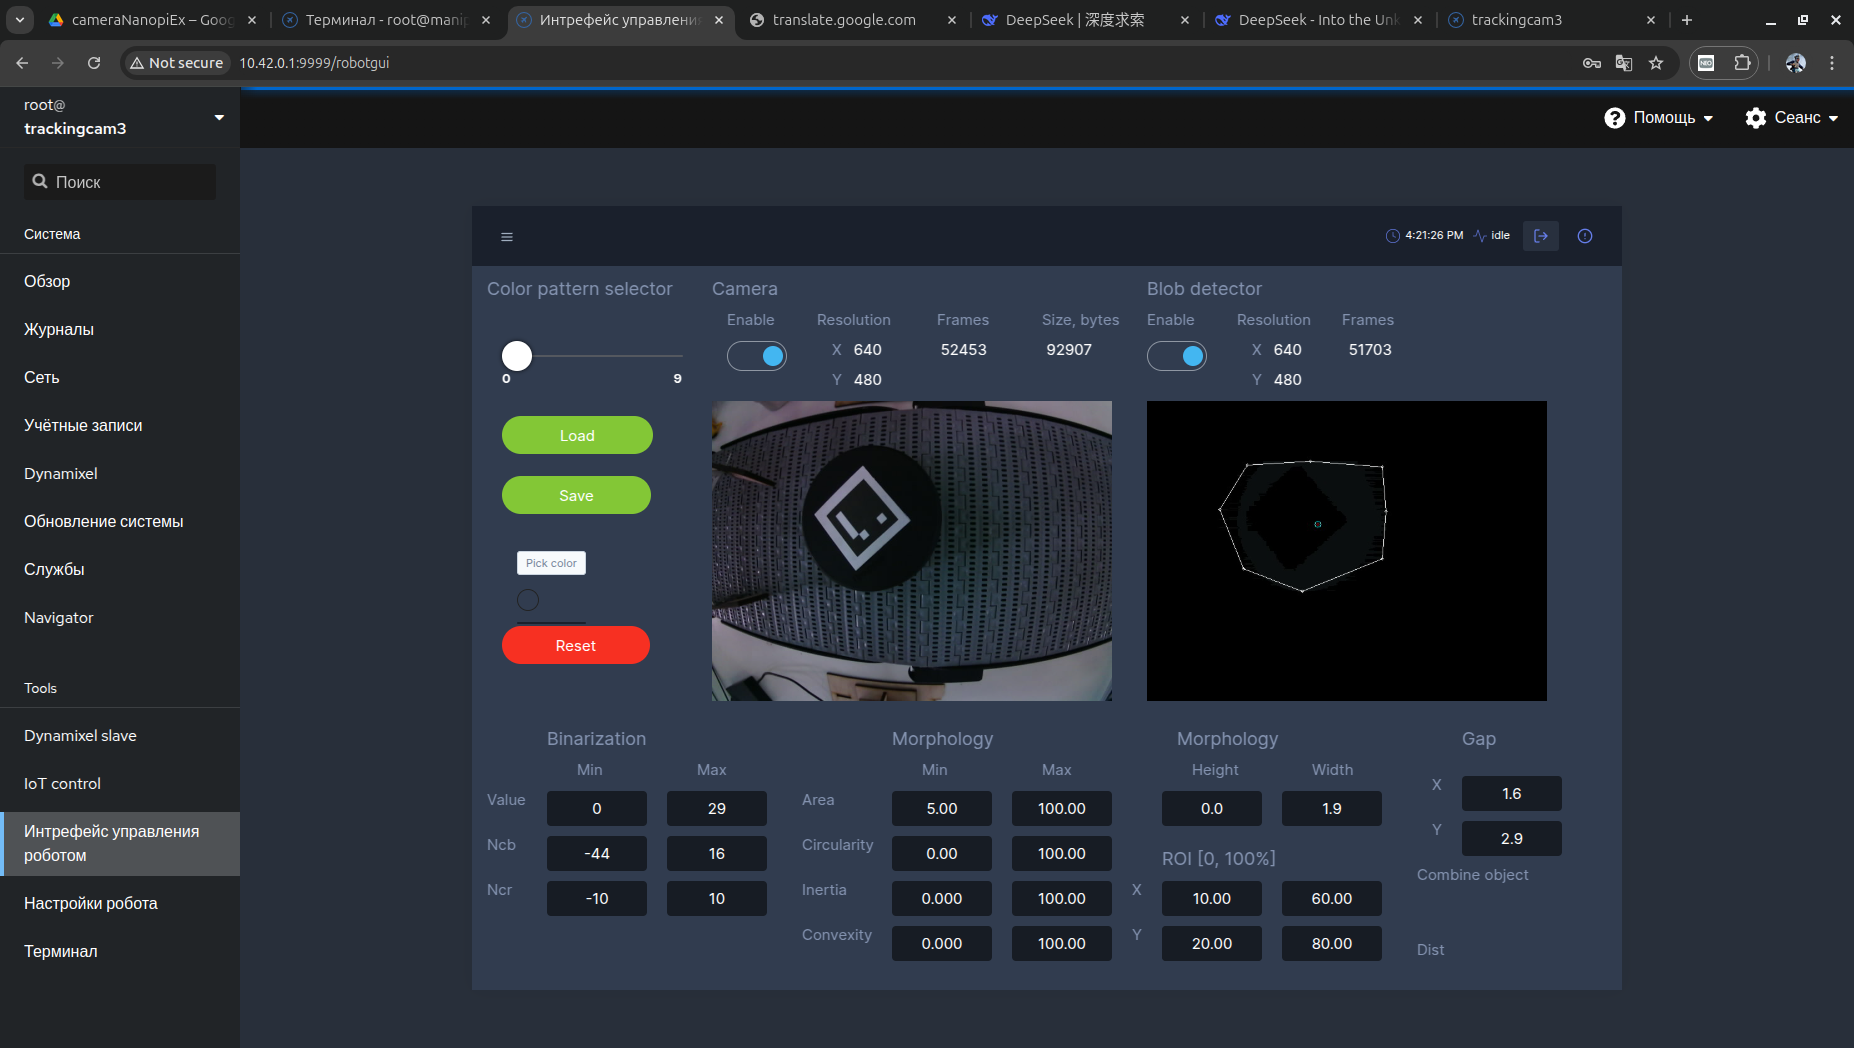 cameraNanopiEx – Goog
Терминал - root@manip
Интрефейс управлени
translate.google.com
DeepSeek | 深度求索
DeepSeek - Into the Unk
trackingcam3
Not secure
10.42.0.1:9999/robotgui
NEO
root@
trackingcam3
Помощь
Сеанс
Поиск
Система
Обзор
Журналы
Сеть
Учётные записи
Dynamixel
Обновление системы
Службы
Navigator
Tools
Dynamixel slave
IoT control
Интрефейс управления
роботом
Настройки робота
Терминал
4:21:26 PM idle
Color pattern selector
0 9
Load
Save
Pick color
Reset
Camera
Enable Resolution Frames Size, bytes
X 640 52453 92907
Y 480
Blob detector
Enable Resolution Frames
X 640 51703
Y 480
Binarization
Min Max
Value 0 29
Ncb -44 16
Ncr -10 10
Morphology
Min Max
Area 5.00 100.00
Circularity 0.00 100.00
Inertia 0.000 100.00
Convexity 0.000 100.00
Morphology
Height Width
0.0 1.9
ROI [0, 100%]
X 10.00 60.00
Y 20.00 80.00
Gap
X 1.6
Y 2.9
Combine object
Dist